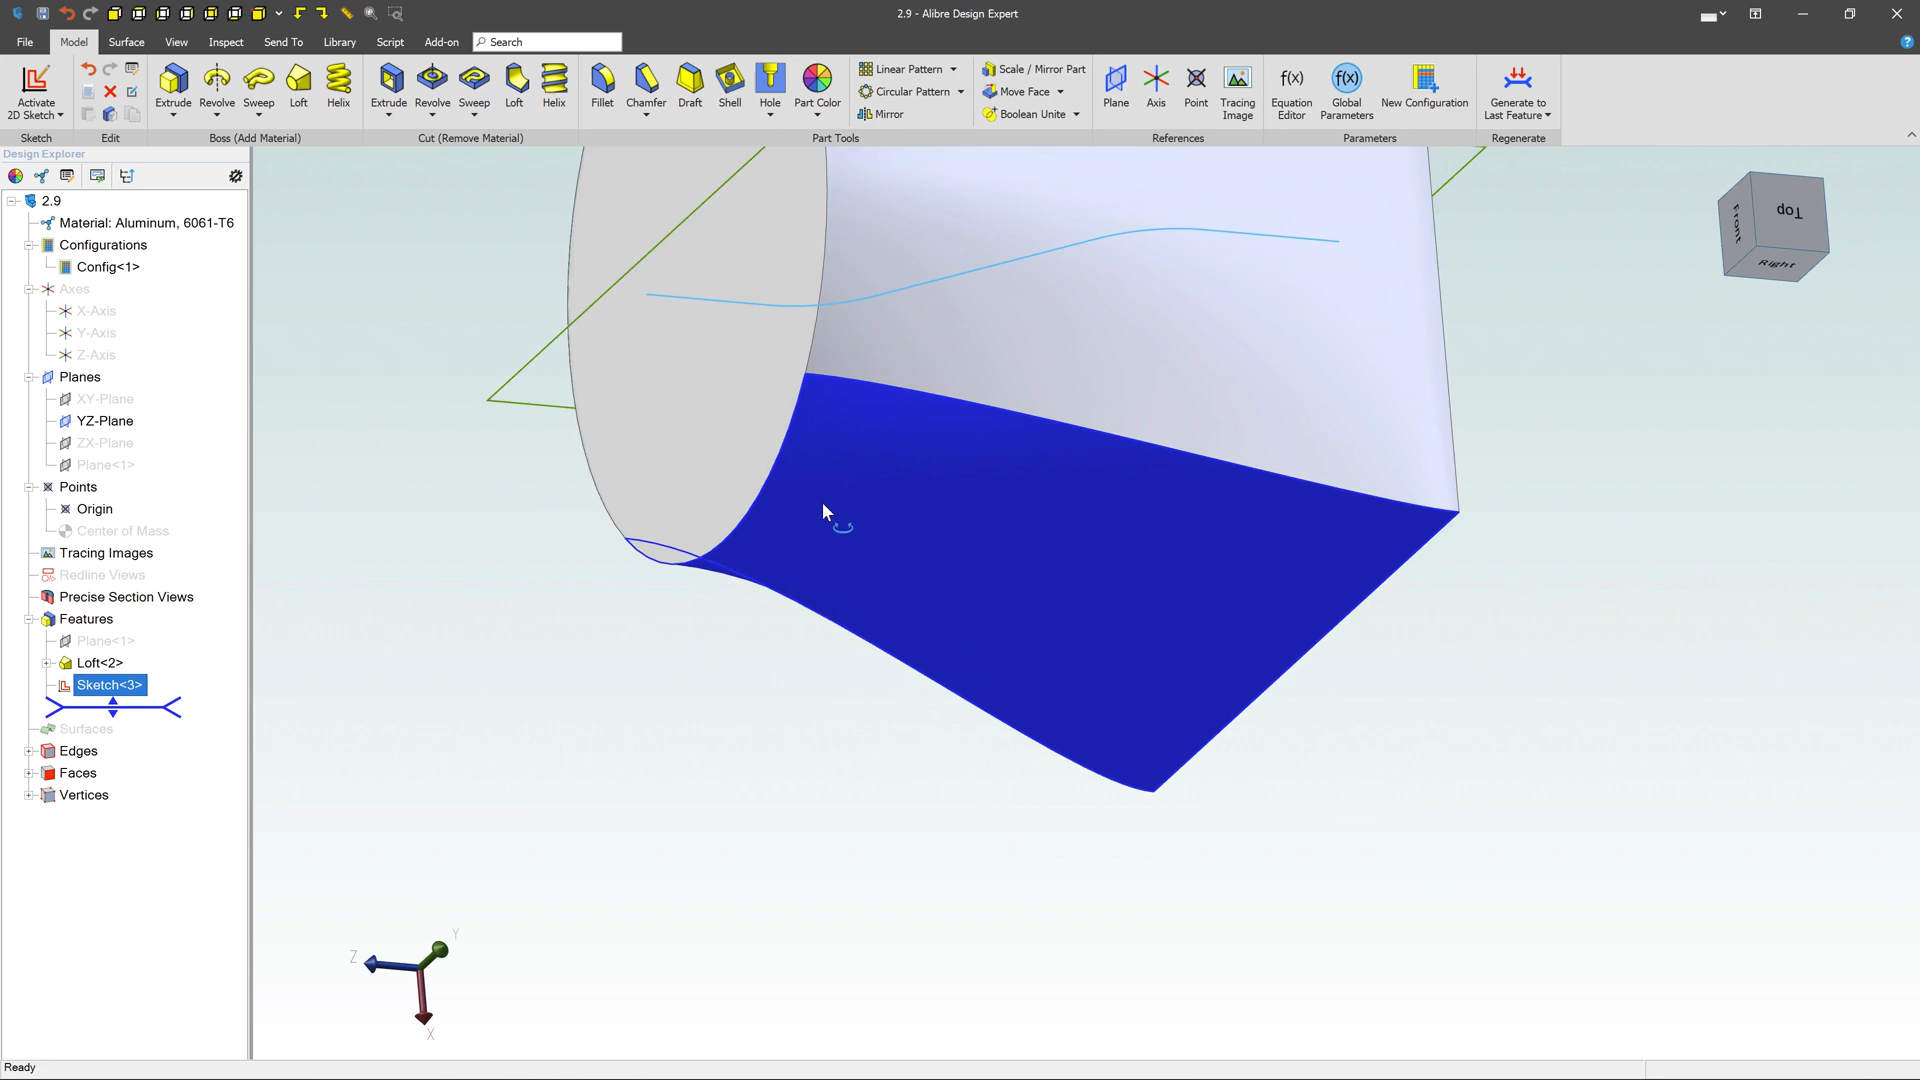 2.9 - Alibre Design Expert
File Model Surface View Inspect Send To Library Script Add-on Search
Activate 2D Sketch
Extrude Revolve Sweep Loft Helix
Extrude Revolve Sweep Loft Helix
Fillet Chamfer Draft Shell Hole Part Color
Linear Pattern
Circular Pattern
Mirror
Scale / Mirror Part
Move Face
Boolean Unite
Plane Axis Point Tracing Image
f(x) Equation Editor
f(x) Global Parameters
New Configuration
Generate to Last Feature
Sketch Edit Boss (Add Material) Cut (Remove Material) Part Tools References Parameters Regenerate
Design Explorer
2.9
Material: Aluminum, 6061-T6
Configurations
Config<1>
Axes
X-Axis
Y-Axis
Z-Axis
Planes
XY-Plane
YZ-Plane
ZX-Plane
Plane<1>
Points
Origin
Center of Mass
Tracing Images
Redline Views
Precise Section Views
Features
Plane<1>
Loft<2>
Sketch<3>
Surfaces
Edges
Faces
Vertices
Front
Top
Right
Y
Z
X
Ready